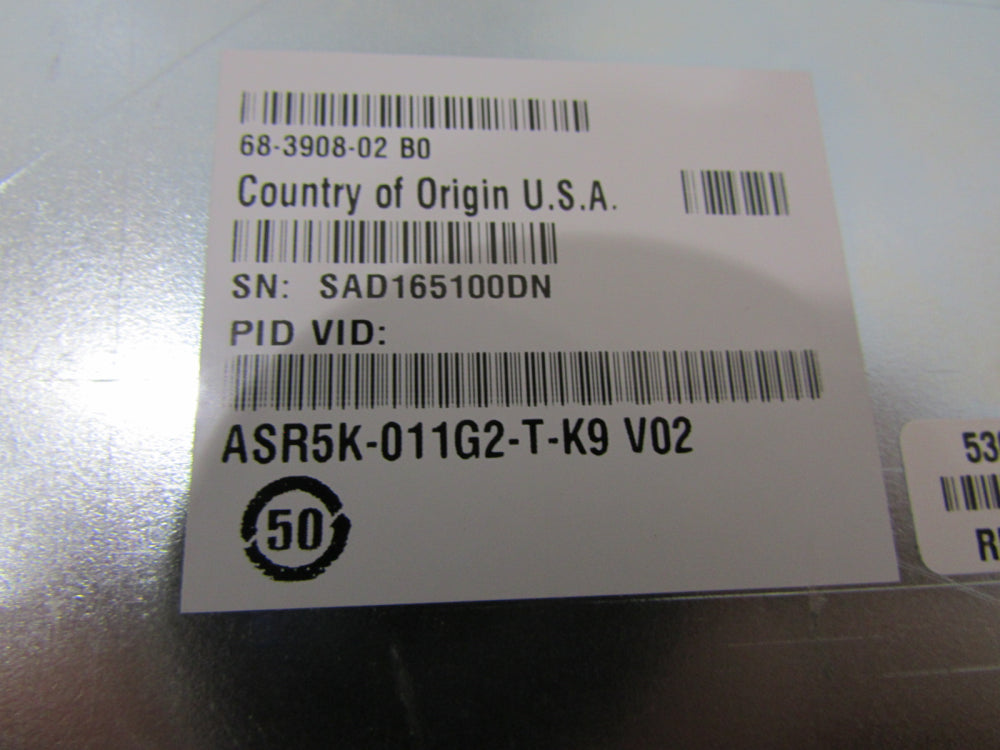 68-3908-02 B0
Country of Origin U.S.A.
SN: SAD165100DN
PID VID:
ASR5K-011G2-T-K9 V02
50